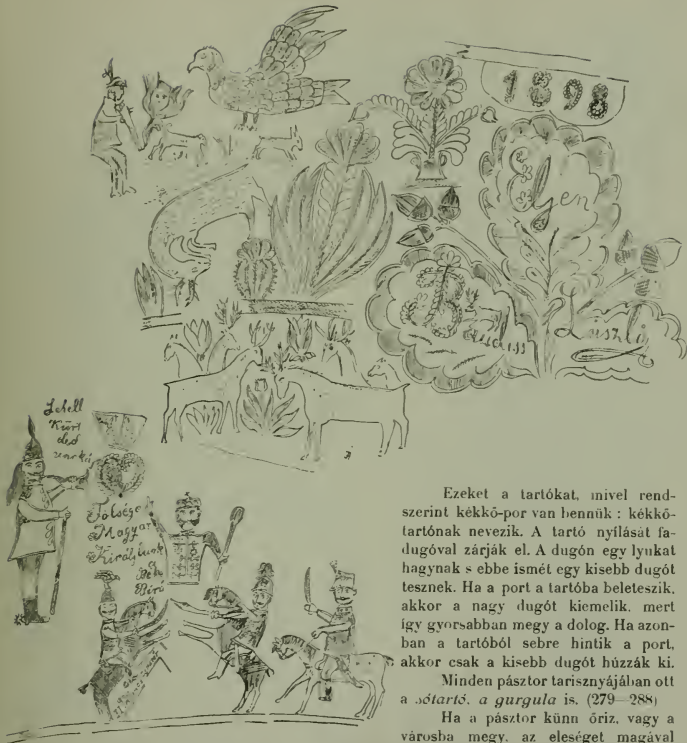 1898
Éljen
László
Lehell
Kürt
ded
Fölsége
Magyar
Királyunk
Biró
Ezeket a tartókat, mivel rend-
szerint kékkő-por van bennük : kékkő-
tartónak nevezik. A tartó nyílását fa-
dugóval zárják el. A dugón egy lyukat
hagynak s ebbe ismét egy kisebb dugót
tesznek. Ha a port a tartóba beleteszik,
akkor a nagy dugót kiemelik, mert
így gyorsabban megy a dolog. Ha azon-
ban a tartóból sebre hintik a port,
akkor csak a kisebb dugót húzzák ki.
Minden pásztor tarisznyájában ott
a sótartó, a gurgula is. (279—288)
Ha a pásztor künn őriz, vagy a
városba megy, az eleséget magával